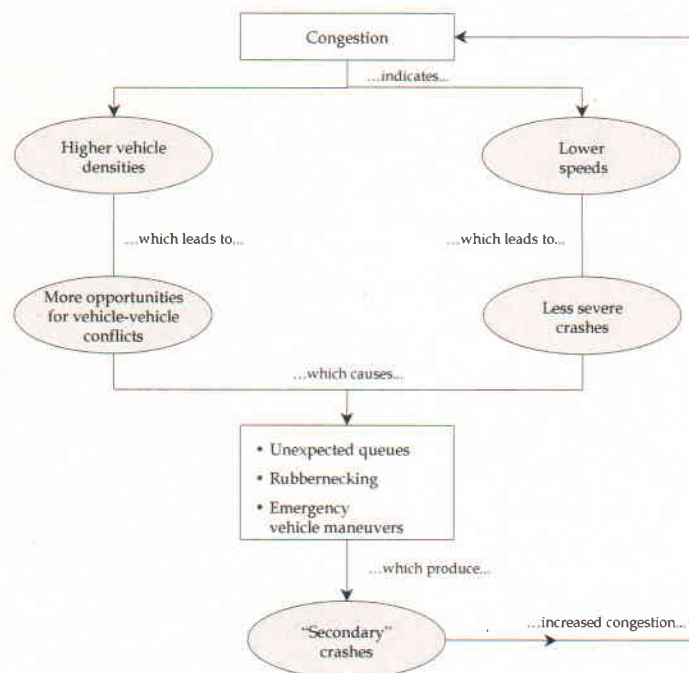 Congestion
...indicates...
Higher vehicle
densities
Lower
speeds
...which leads to...
...which leads to...
More opportunities
for vehicle-vehicle
conflicts
Less severe
crashes
...which causes...
• Unexpected queues
• Rubbernecking
• Emergency
vehicle maneuvers
...which produce...
"Secondary"
crashes
...increased congestion...